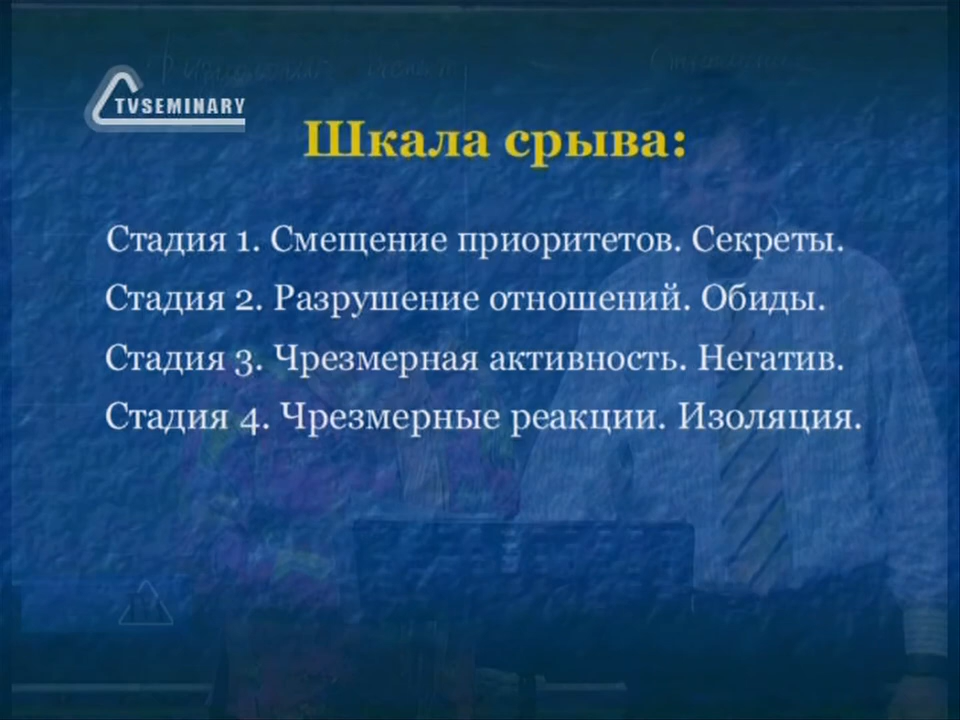 TVSEMINARY
Шкала срыва:
Стадия 1. Смещение приоритетов. Секреты.
Стадия 2. Разрушение отношений. Обиды.
Стадия 3. Чрезмерная активность. Негатив.
Стадия 4. Чрезмерные реакции. Изоляция.